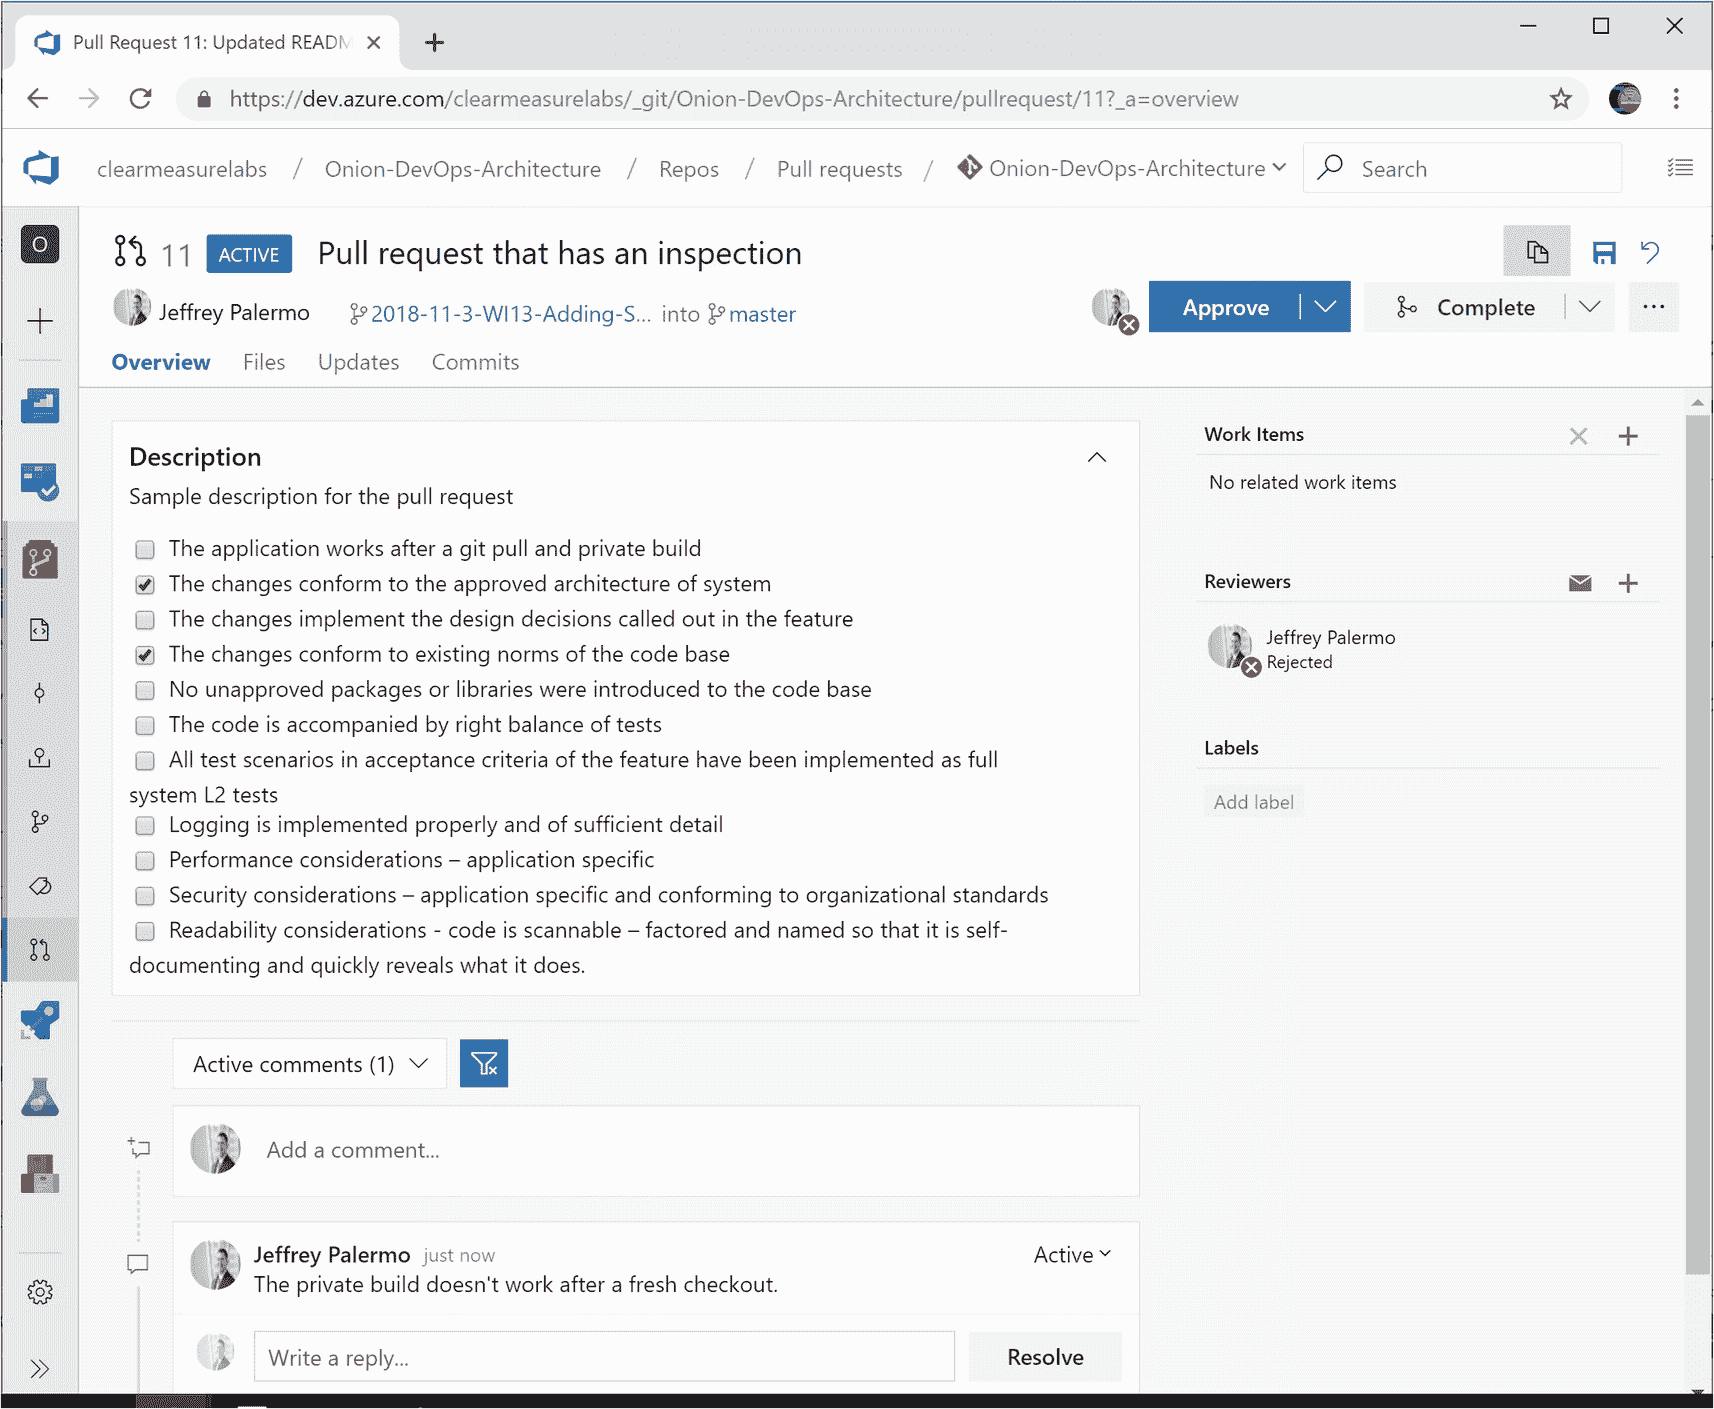 Pull Request 11: Updated READM
https://dev.azure.com/clearmeasurelabs/_git/Onion-DevOps-Architecture/pullrequest/11?_a=overview
clearmeasurelabs / Onion-DevOps-Architecture / Repos / Pull requests / Onion-DevOps-Architecture
Search
O
11 ACTIVE Pull request that has an inspection
Jeffrey Palermo 2018-11-3-WI13-Adding-S... into master
Approve
Complete
Overview Files Updates Commits
Description
Sample description for the pull request
The application works after a git pull and private build
The changes conform to the approved architecture of system
The changes implement the design decisions called out in the feature
The changes conform to existing norms of the code base
No unapproved packages or libraries were introduced to the code base
The code is accompanied by right balance of tests
All test scenarios in acceptance criteria of the feature have been implemented as full
system L2 tests
Logging is implemented properly and of sufficient detail
Performance considerations – application specific
Security considerations – application specific and conforming to organizational standards
Readability considerations - code is scannable – factored and named so that it is self-
documenting and quickly reveals what it does.
Work Items
No related work items
Reviewers
Jeffrey Palermo
Rejected
Labels
Add label
Active comments (1)
Add a comment...
Jeffrey Palermo just now
Active
The private build doesn't work after a fresh checkout.
Write a reply...
Resolve